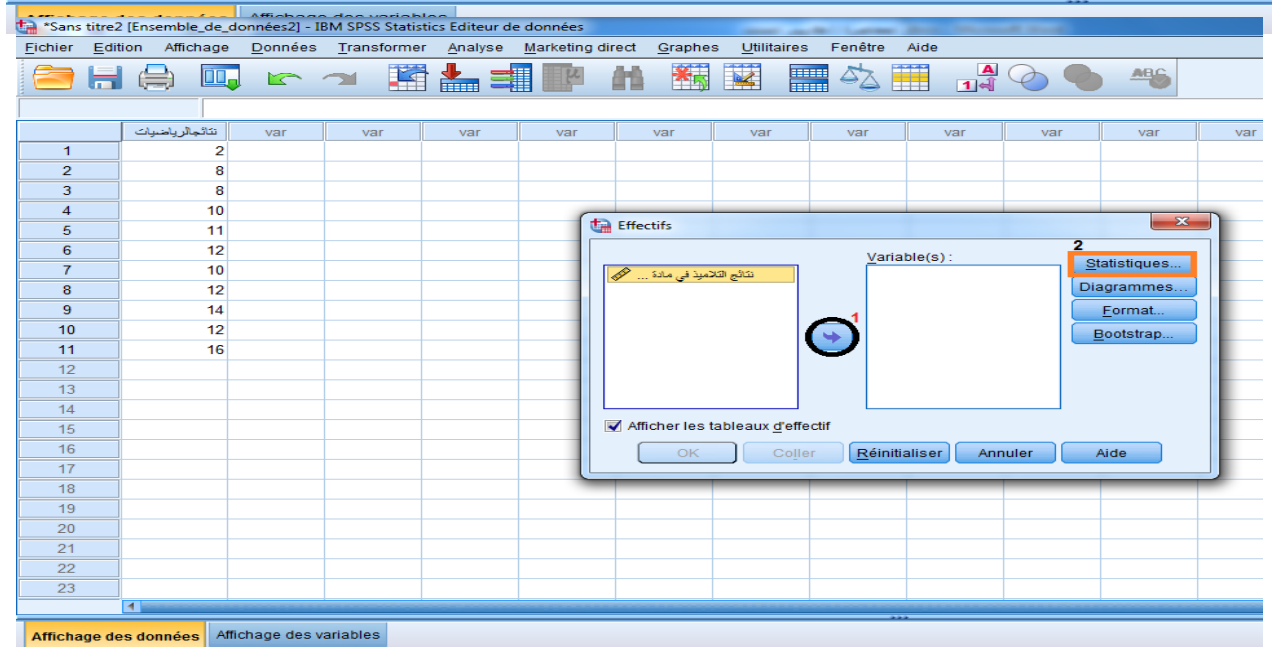 *Sans titre2 [Ensemble_de_données2] - IBM SPSS Statistics Editeur de données
Fichier Edition Affichage Données Transformer Analyse Marketing direct Graphes Utilitaires Fenêtre Aide
نتائجالرياضيات var var var var var var var var var var var
1 2
2 8
3 8
4 10
5 11
6 12
7 10
8 12
9 14
10 12
11 16
12
13
14
15
16
17
18
19
20
21
22
23
Effectifs
Variable(s) :
نتائج التلاميذ في مادة ...
1
2
Statistiques...
Diagrammes...
Format...
Bootstrap...
Afficher les tableaux d'effectif
OK Coller Réinitialiser Annuler Aide
Affichage des données Affichage des variables